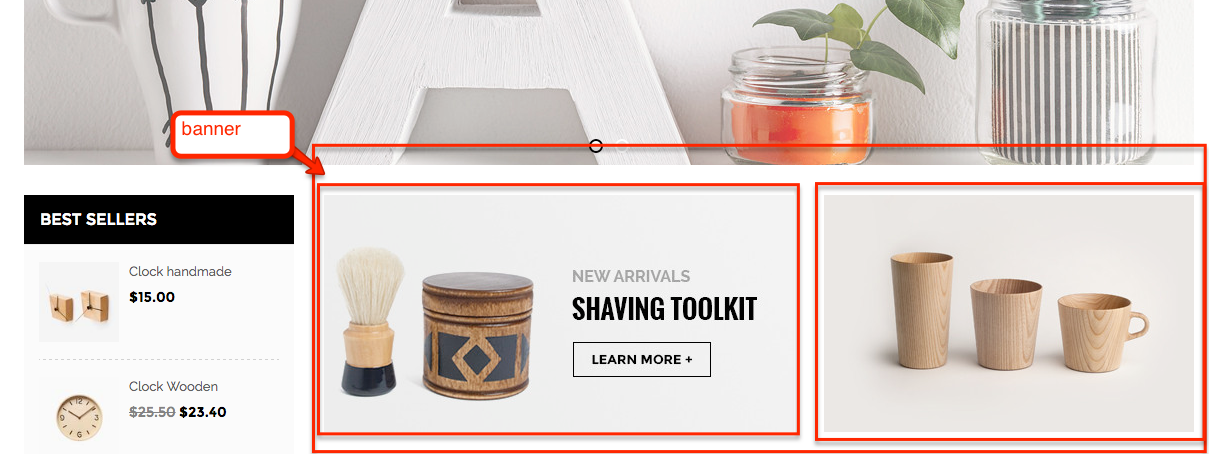 banner
BEST SELLERS
Clock handmade
$15.00
Clock Wooden
$25.50 $23.40
NEW ARRIVALS
SHAVING TOOLKIT
LEARN MORE +